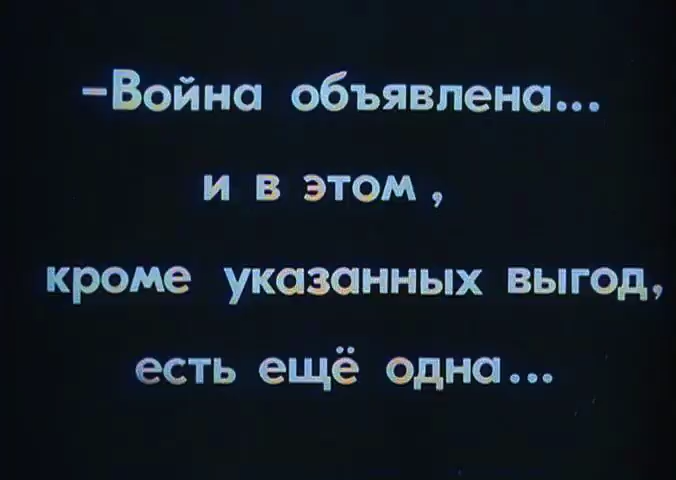 –Война объявлена...
и в этом,
кроме указанных выгод,
есть ещё одна...